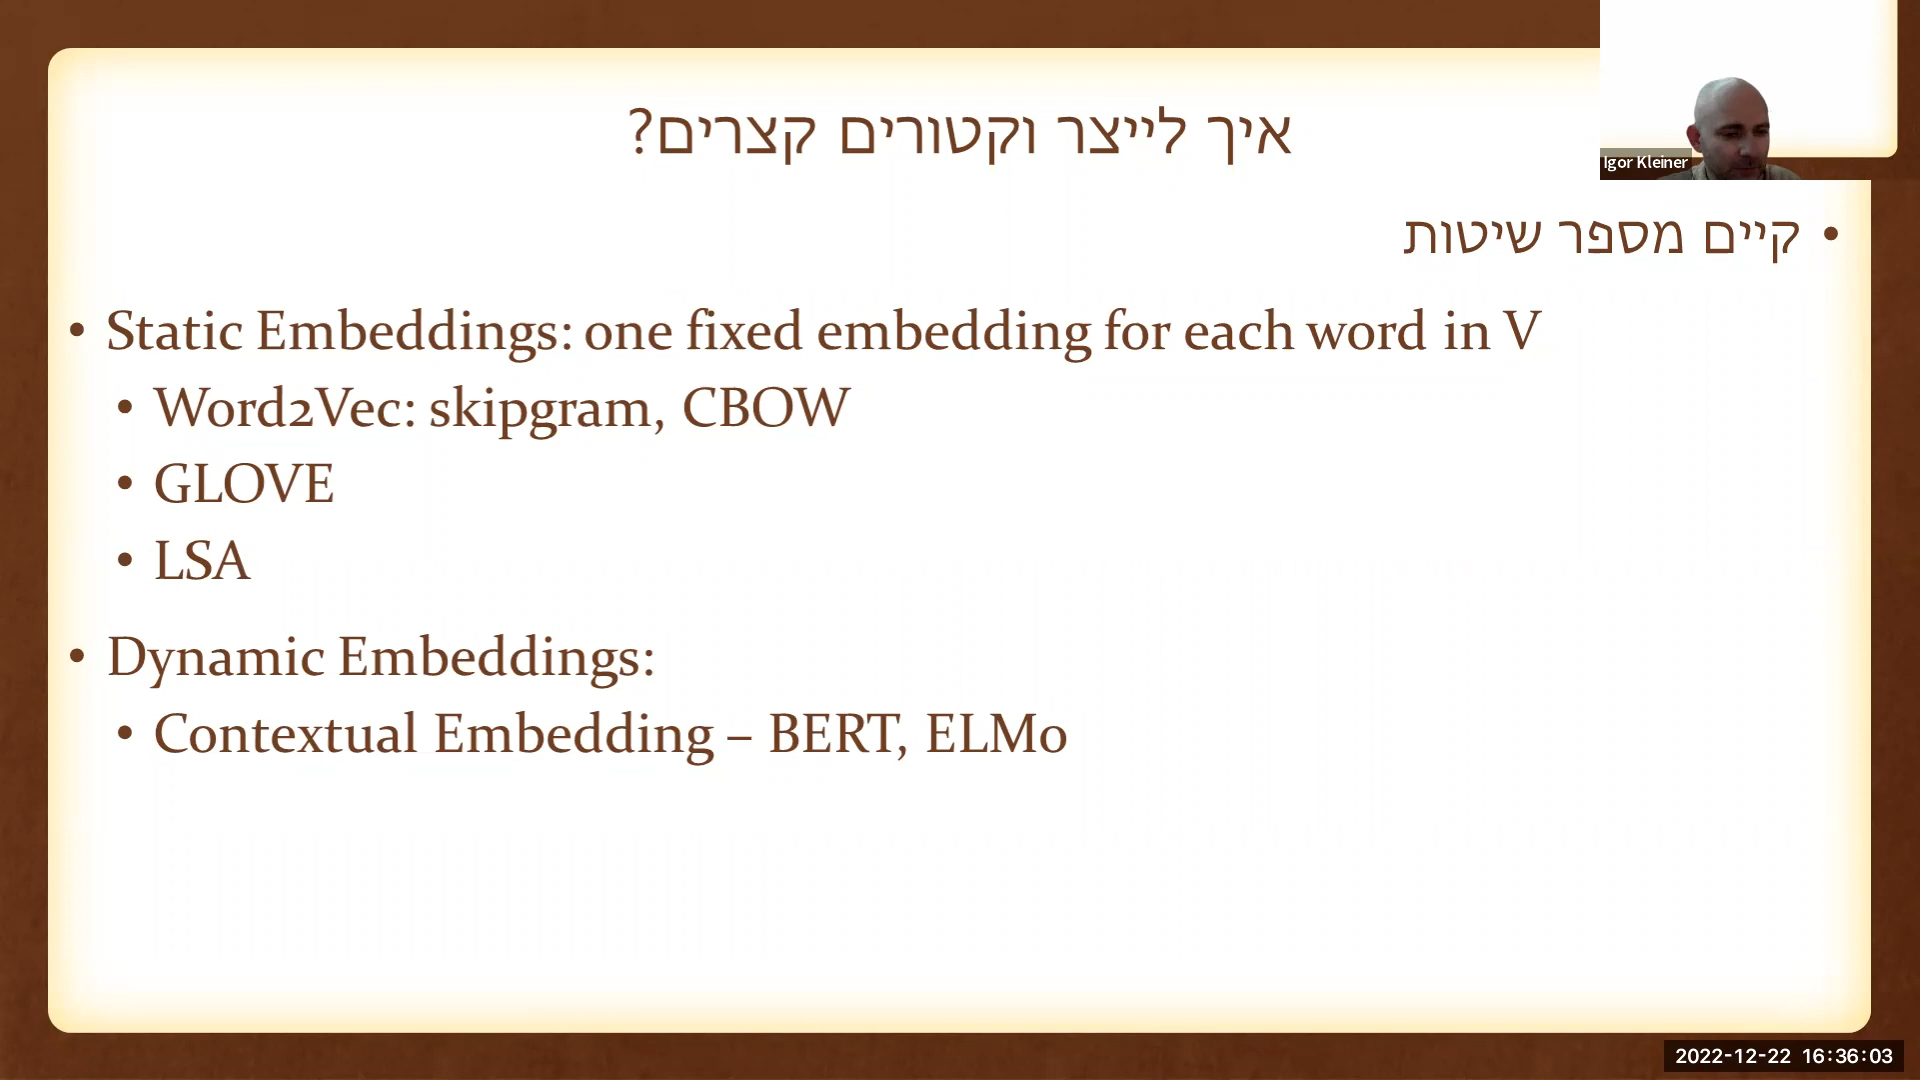 איך לייצר וקטורים קצרים?
Igor Kleiner
• קיים מספר שיטות
• Static Embeddings: one fixed embedding for each word in V
• Word2Vec: skipgram, CBOW
• GLOVE
• LSA
• Dynamic Embeddings:
• Contextual Embedding – BERT, ELMo
2022-12-22 16:36:03